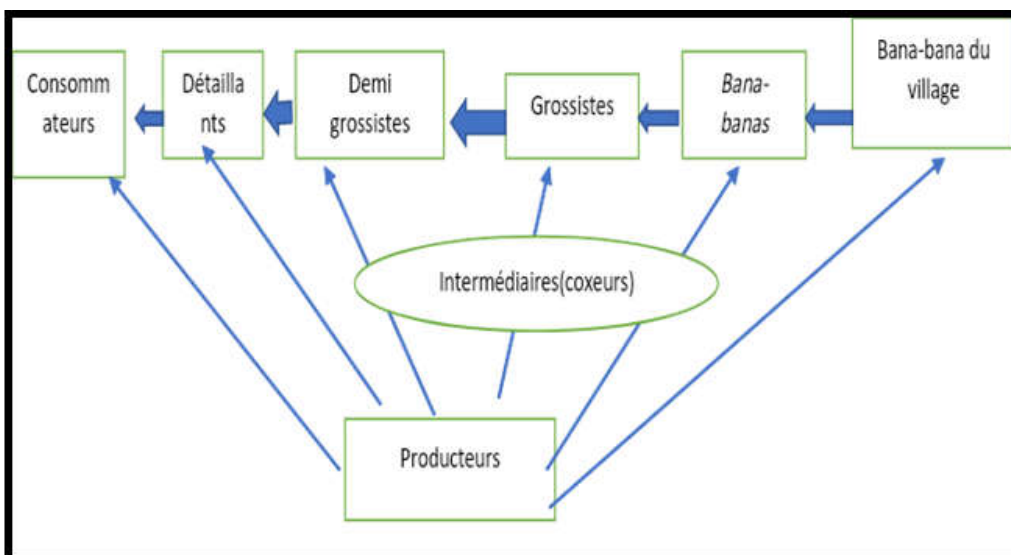 Consomm
ateurs
Détailla
nts
Demi
grossistes
Grossistes
Bana-
banas
Bana-bana du
village
Intermédiaires(coxeurs)
Producteurs